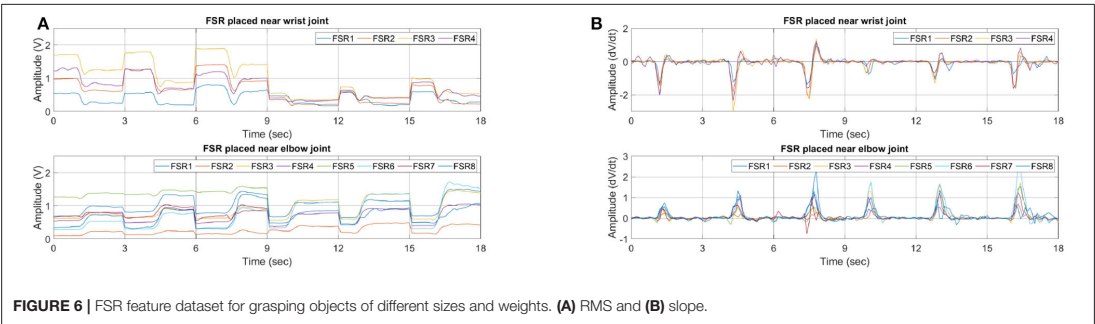 A
FSR placed near wrist joint
FSR1 FSR2 FSR3 FSR4
Amplitude (V)
2
1
0
0 3 6 9 12 15 18
Time (sec)
FSR placed near elbow joint
FSR1 FSR2 FSR3 FSR4 FSR5 FSR6 FSR7 FSR8
Amplitude (V)
2
1
0
0 3 6 9 12 15 18
Time (sec)
B
FSR placed near wrist joint
FSR1 FSR2 FSR3 FSR4
Amplitude (dV/dt)
2
0
-2
0 3 6 9 12 15 18
Time (sec)
FSR placed near elbow joint
FSR1 FSR2 FSR3 FSR4 FSR5 FSR6 FSR7 FSR8
Amplitude (dV/dt)
3
2
1
0
-1
0 3 6 9 12 15 18
Time (sec)
FIGURE 6 | FSR feature dataset for grasping objects of different sizes and weights. (A) RMS and (B) slope.